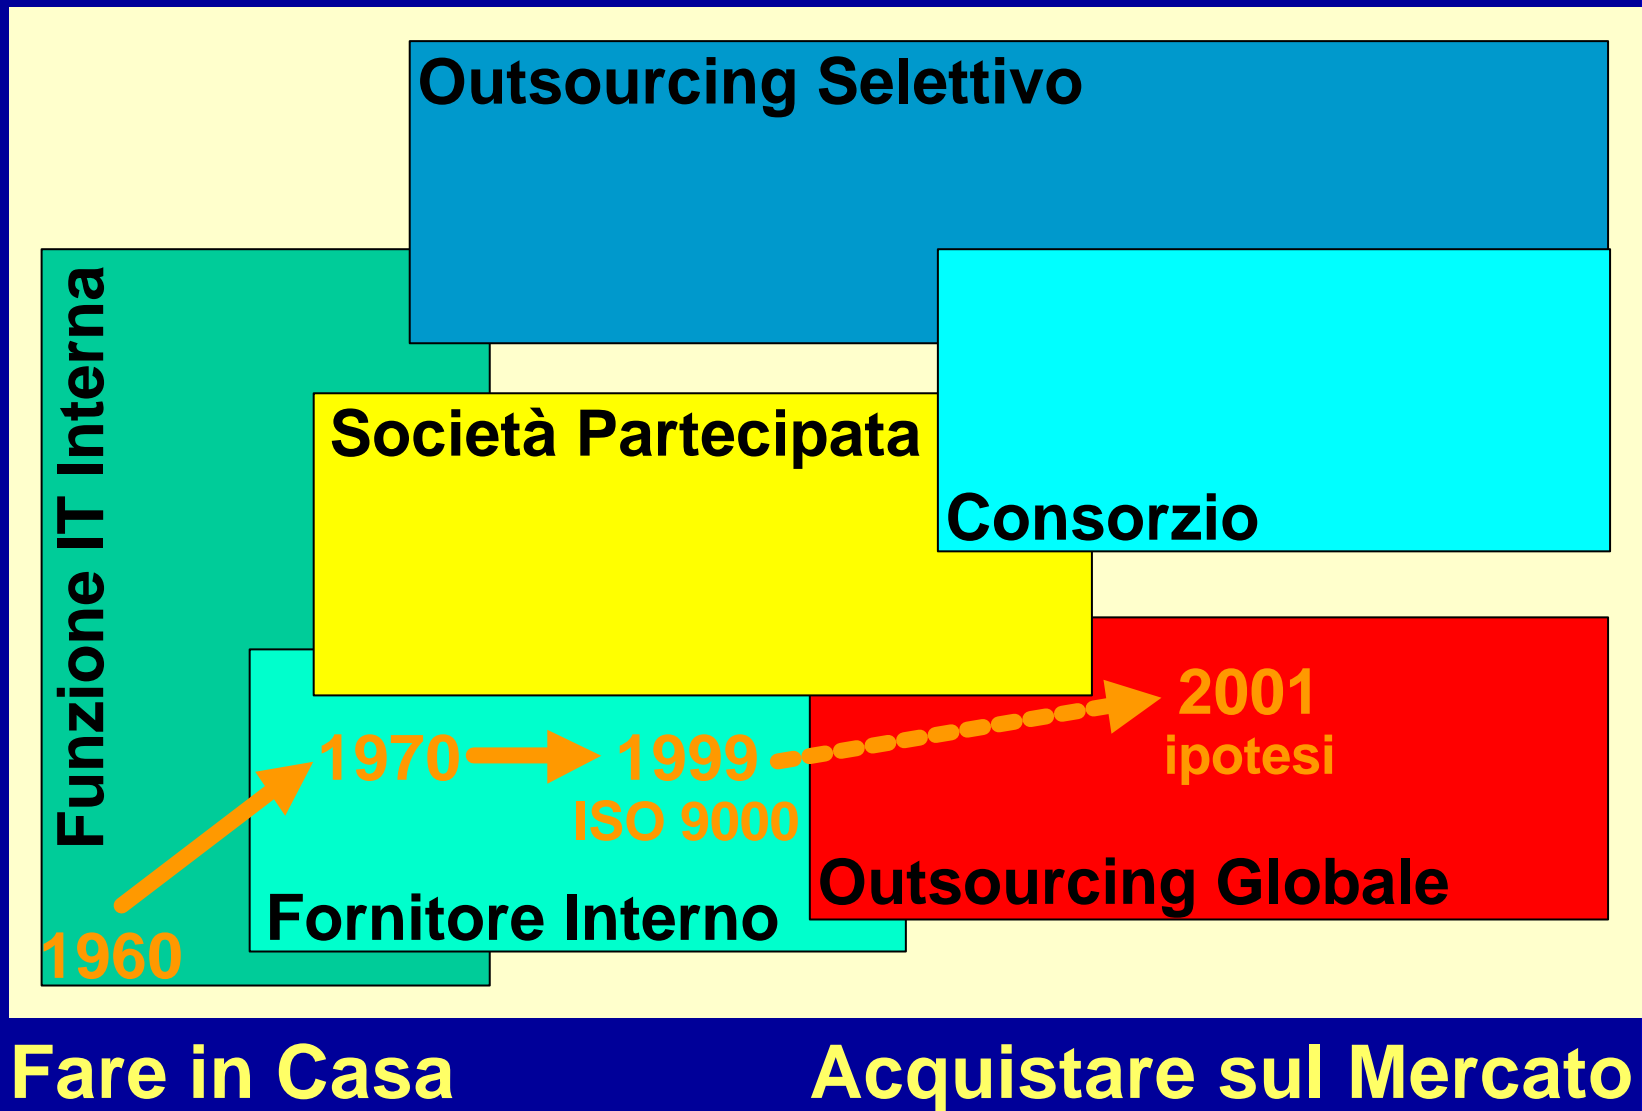 Outsourcing Selettivo
Funzione IT Interna
Società Partecipata
Consorzio
2001
ipotesi
1970
1999
ISO 9000
Outsourcing Globale
Fornitore Interno
1960
Fare in Casa
Acquistare sul Mercato